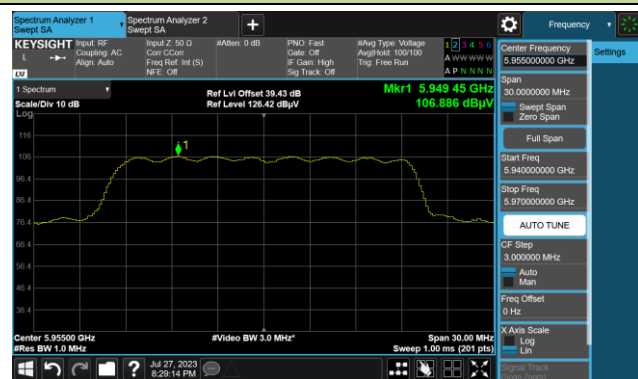 Spectrum Analyzer 1
Swept SA
Spectrum Analyzer 2
Swept SA
+
Frequency
KEYSIGHT
L
Input: RF
Coupling: AC
Align: Auto
Input Z: 50 Ω
Corr CCorr
Freq Ref: Int (S)
NFE: Off
#Atten: 0 dB
PNO: Fast
Gate: Off
IF Gain: High
Sig Track: Off
#Avg Type: Voltage
Avg|Hold: 100/100
Trig: Free Run
1 2 3 4 5 6
A W W W W W
A P N N N N
LXI
1 Spectrum
Scale/Div 10 dB
Log
Ref Lvl Offset 39.43 dB
Ref Level 126.42 dBµV
Mkr1 5.949 45 GHz
106.886 dBµV
1
116
106
96.4
86.4
76.4
66.4
56.4
46.4
36.4
Center 5.95500 GHz
#Res BW 1.0 MHz
#Video BW 3.0 MHz*
Span 30.00 MHz
Sweep 1.00 ms (201 pts)
Jul 27, 2023
8:29:14 PM
Center Frequency
5.955000000 GHz
Settings
Span
30.0000000 MHz
Swept Span
Zero Span
Full Span
Start Freq
5.940000000 GHz
Stop Freq
5.970000000 GHz
AUTO TUNE
CF Step
3.000000 MHz
Auto
Man
Freq Offset
0 Hz
X Axis Scale
Log
Lin
Signal Track
(Span Zoom)